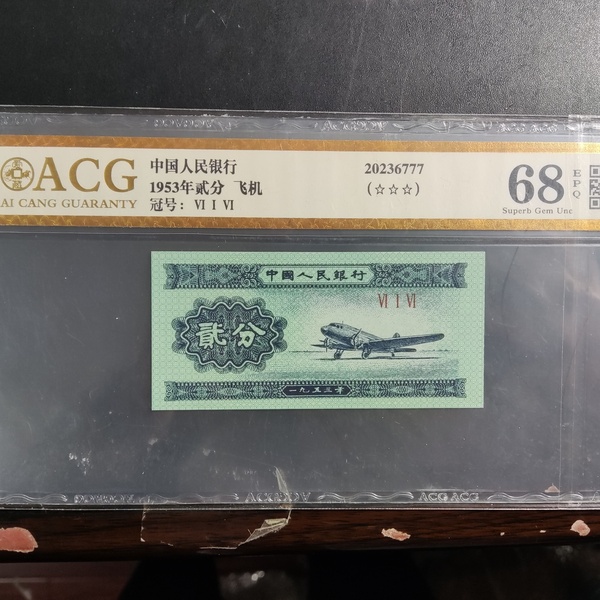 ACG
AI CANG GUARANTY
中国人民银行
1953年贰分 飞机
冠号: Ⅵ Ⅰ Ⅵ
20236777
(☆☆☆)
68
EPQ
Superb Gem Unc
中國人民銀行
Ⅵ Ⅰ Ⅵ
貳分
一九五三年
ACG ACG